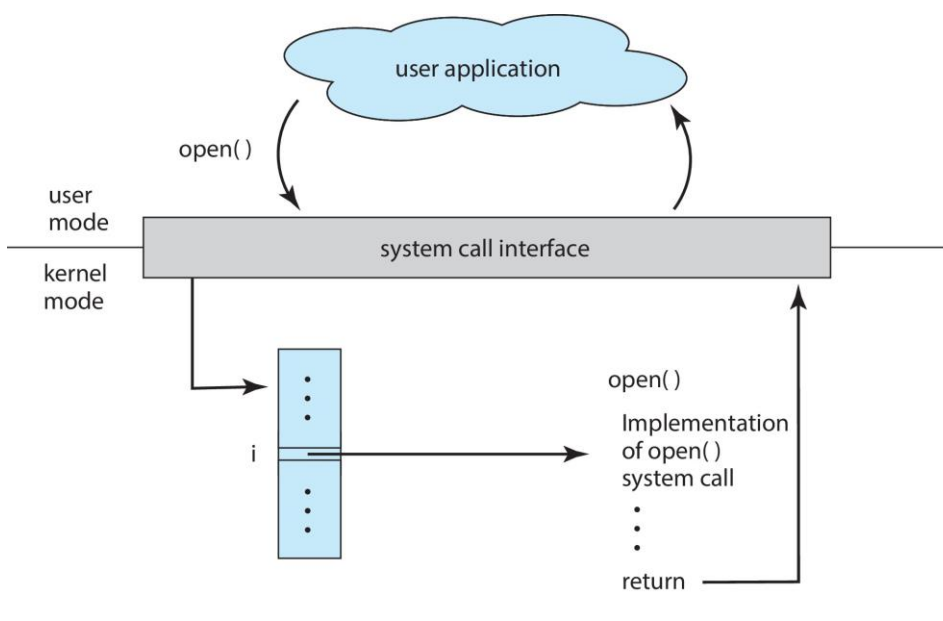 user application
open( )
user
mode
system call interface
kernel
mode
open( )
Implementation
of open( )
system call
i
return